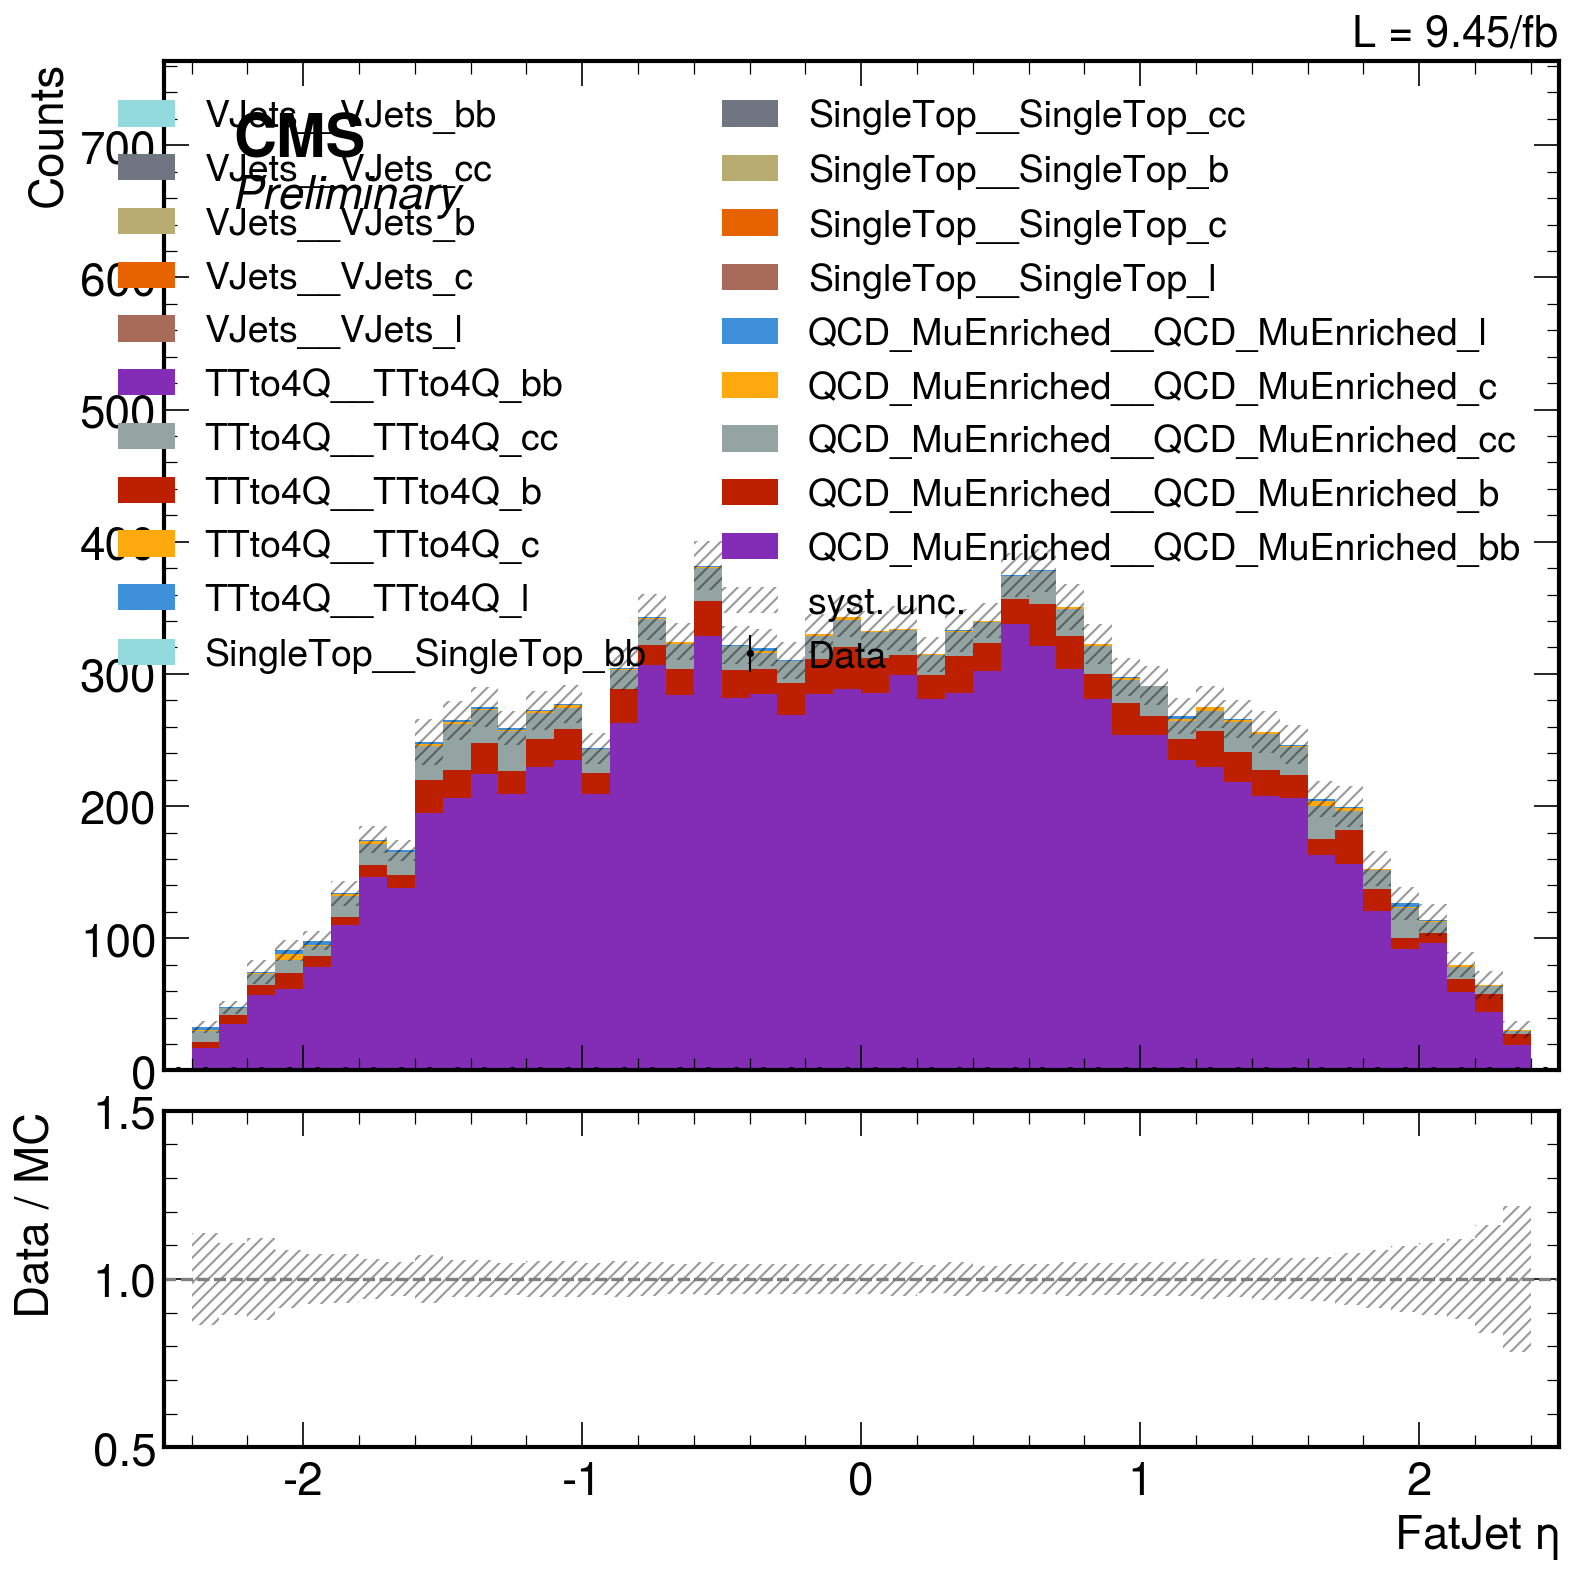 L = 9.45/fb
Counts
CMS
Preliminary
VJets__VJets_bb
VJets__VJets_cc
VJets__VJets_b
VJets__VJets_c
VJets__VJets_l
TTto4Q__TTto4Q_bb
TTto4Q__TTto4Q_cc
TTto4Q__TTto4Q_b
TTto4Q__TTto4Q_c
TTto4Q__TTto4Q_l
SingleTop__SingleTop_bb
SingleTop__SingleTop_cc
SingleTop__SingleTop_b
SingleTop__SingleTop_c
SingleTop__SingleTop_l
QCD_MuEnriched__QCD_MuEnriched_l
QCD_MuEnriched__QCD_MuEnriched_c
QCD_MuEnriched__QCD_MuEnriched_cc
QCD_MuEnriched__QCD_MuEnriched_b
QCD_MuEnriched__QCD_MuEnriched_bb
syst. unc.
Data
700
600
500
400
300
200
100
0
Data / MC
1.5
1.0
0.5
-2
-1
0
1
2
FatJet η